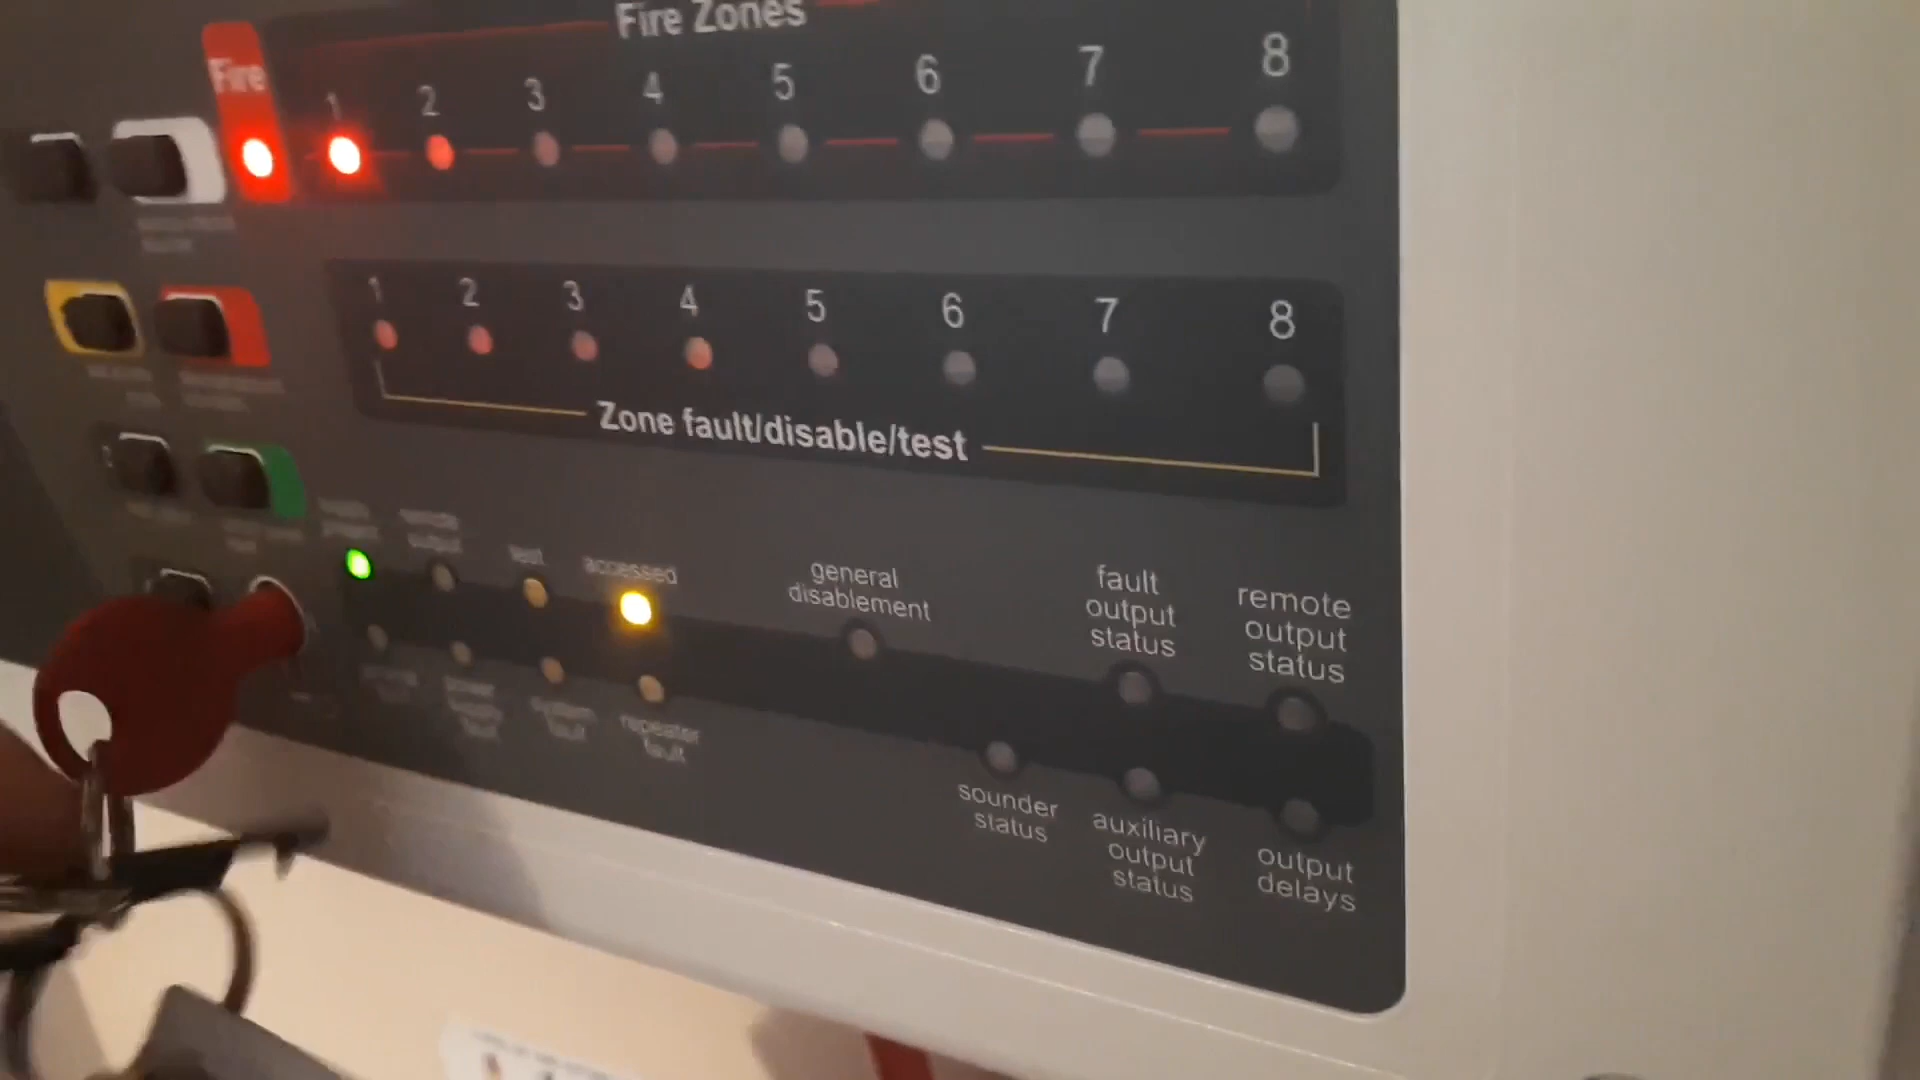 Fire Zones
Fire
1 2 3 4 5 6 7 8
1 2 3 4 5 6 7 8
Zone fault/disable/test
test
accessed
general
disablement
fault
output
status
remote
output
status
system
fault
repeater
fault
sounder
status
auxiliary
output
status
output
delays